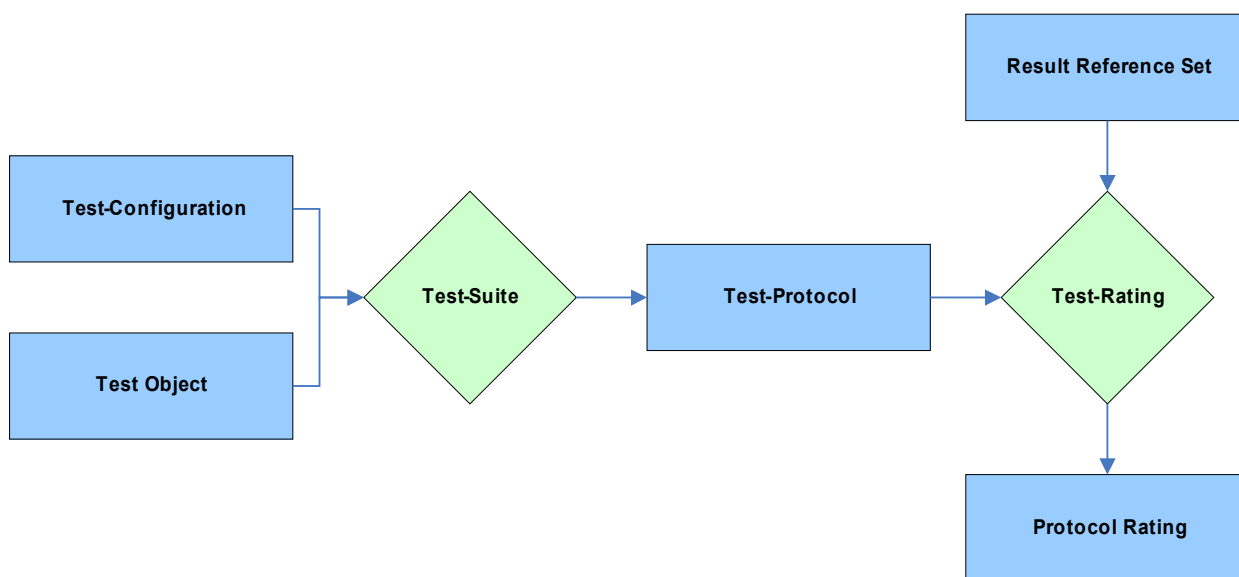 Result Reference Set
Test-Configuration
Test-Suite
Test-Protocol
Test-Rating
Test Object
Protocol Rating